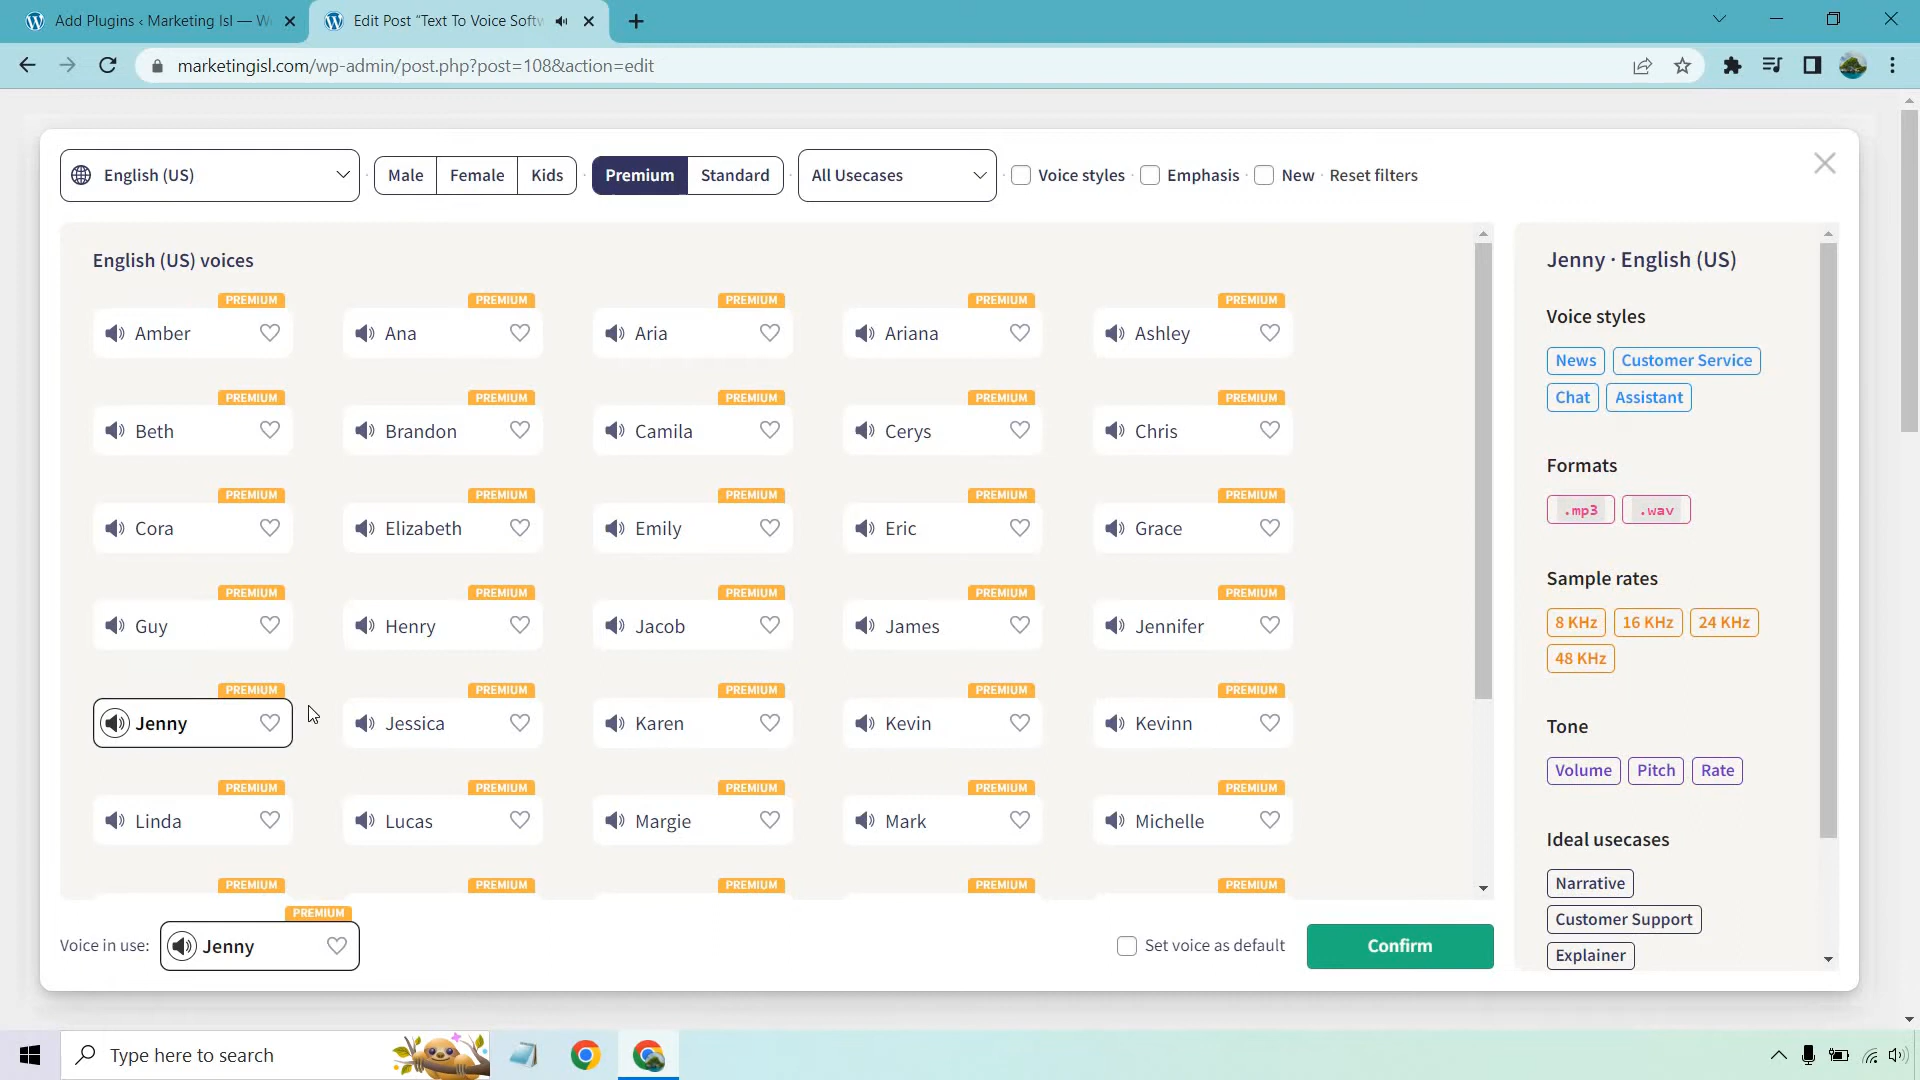 Add Plugins ‹ Marketing Isl — W
Edit Post “Text To Voice Softw
marketingisl.com/wp-admin/post.php?post=108&action=edit
English (US)
Male
Female
Kids
Premium
Standard
All Usecases
Voice styles
Emphasis
New
Reset filters
English (US) voices
PREMIUM PREMIUM PREMIUM PREMIUM PREMIUM
Amber Ana Aria Ariana Ashley
PREMIUM PREMIUM PREMIUM PREMIUM PREMIUM
Beth Brandon Camila Cerys Chris
PREMIUM PREMIUM PREMIUM PREMIUM PREMIUM
Cora Elizabeth Emily Eric Grace
PREMIUM PREMIUM PREMIUM PREMIUM PREMIUM
Guy Henry Jacob James Jennifer
PREMIUM PREMIUM PREMIUM PREMIUM PREMIUM
Jenny Jessica Karen Kevin Kevinn
PREMIUM PREMIUM PREMIUM PREMIUM PREMIUM
Linda Lucas Margie Mark Michelle
PREMIUM PREMIUM PREMIUM PREMIUM PREMIUM
PREMIUM
Voice in use: Jenny
Set voice as default
Confirm
Jenny · English (US)
Voice styles
News Customer Service
Chat Assistant
Formats
.mp3 .wav
Sample rates
8 KHz 16 KHz 24 KHz
48 KHz
Tone
Volume Pitch Rate
Ideal usecases
Narrative
Customer Support
Explainer
Type here to search